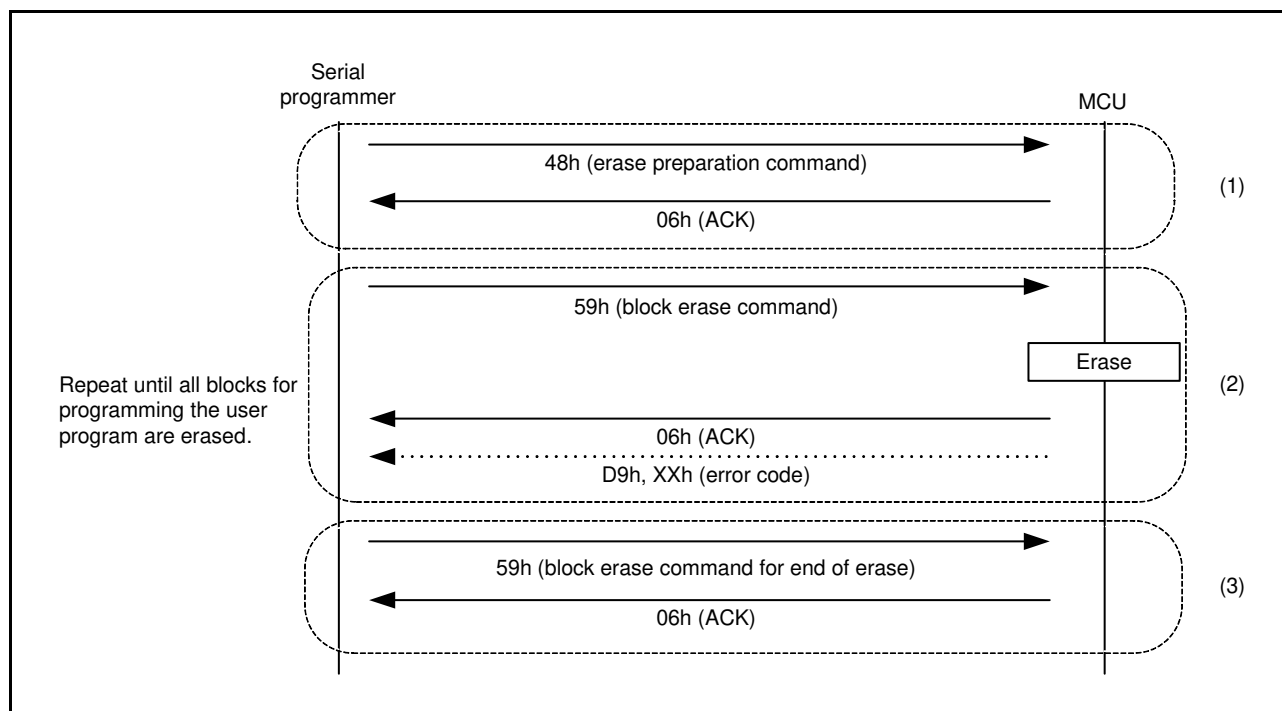 Serial
programmer
MCU
48h (erase preparation command)
(1)
06h (ACK)
59h (block erase command)
Erase
Repeat until all blocks for
programming the user
program are erased.
(2)
06h (ACK)
D9h, XXh (error code)
59h (block erase command for end of erase)
(3)
06h (ACK)